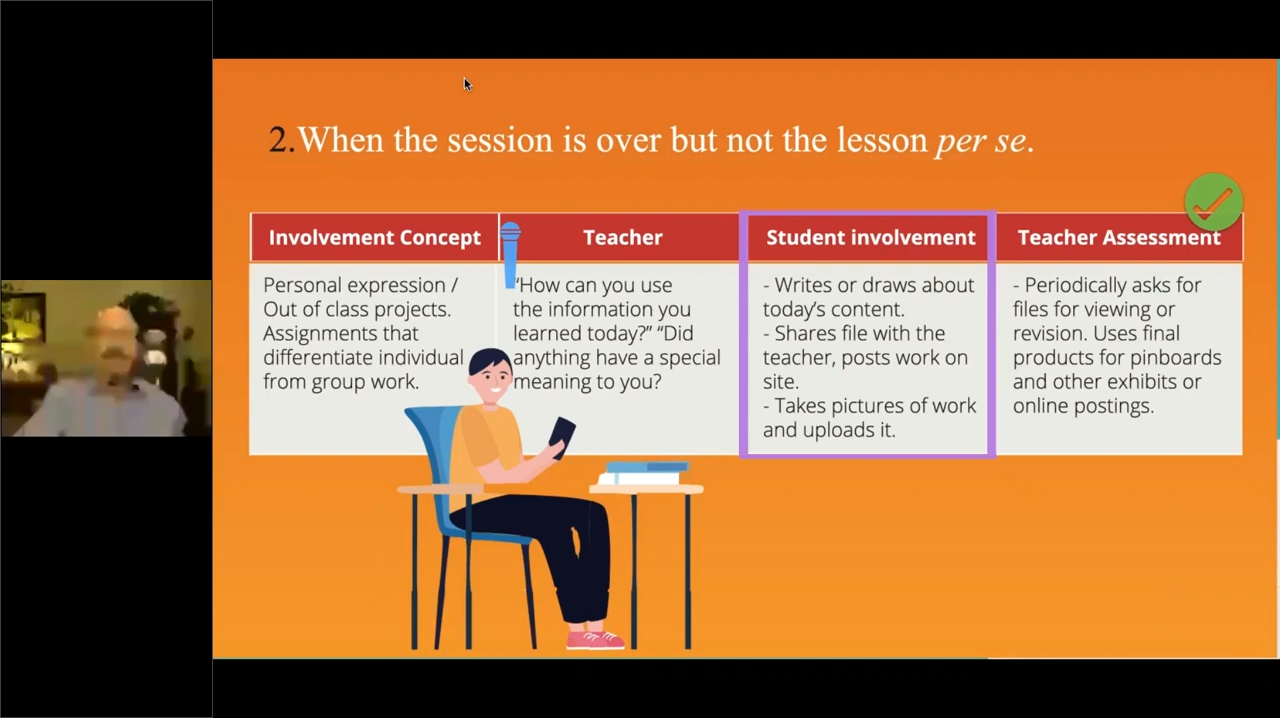 2.When the session is over but not the lesson per se.
Involvement Concept
Teacher
Student involvement
Teacher Assessment
Personal expression /
Out of class projects.
Assignments that
differentiate individual
from group work.
“How can you use
the information you
learned today?” “Did
anything have a special
meaning to you?
- Writes or draws about
today’s content.
- Shares file with the
teacher, posts work on
site.
- Takes pictures of work
and uploads it.
- Periodically asks for
files for viewing or
revision. Uses final
products for pinboards
and other exhibits or
online postings.